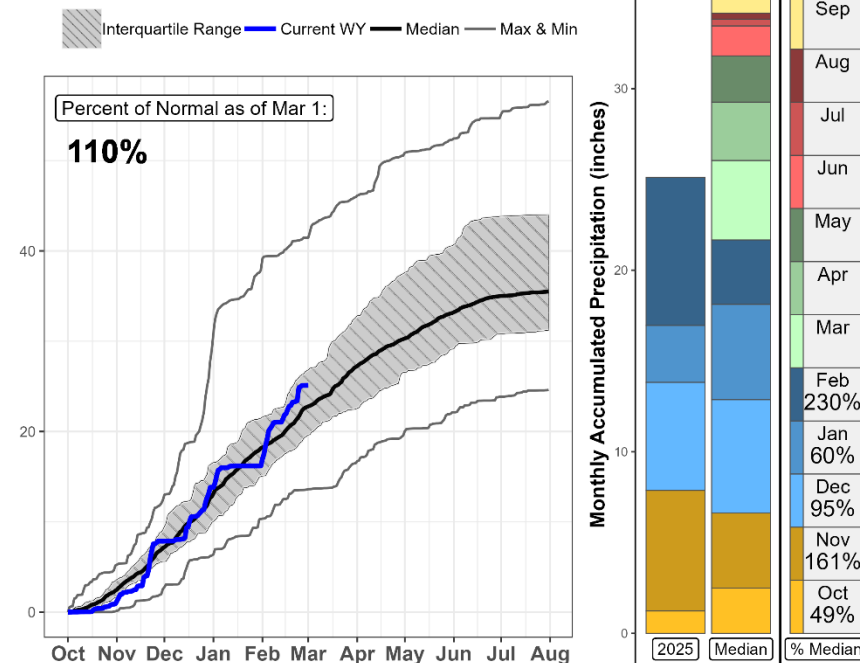 Interquartile Range Current WY Median Max & Min
Percent of Normal as of Mar 1:
110%
40
20
0
Oct Nov Dec Jan Feb Mar Apr May Jun Jul Aug
Monthly Accumulated Precipitation (inches)
30
20
10
0
2025 Median % Median
Sep
Aug
Jul
Jun
May
Apr
Mar
Feb
230%
Jan
60%
Dec
95%
Nov
161%
Oct
49%